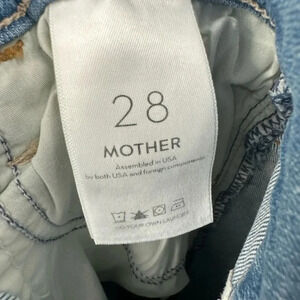 28
MOTHER
Assembled in USA
by both USA and foreign components
DO YOUR OWN LAUNDRY